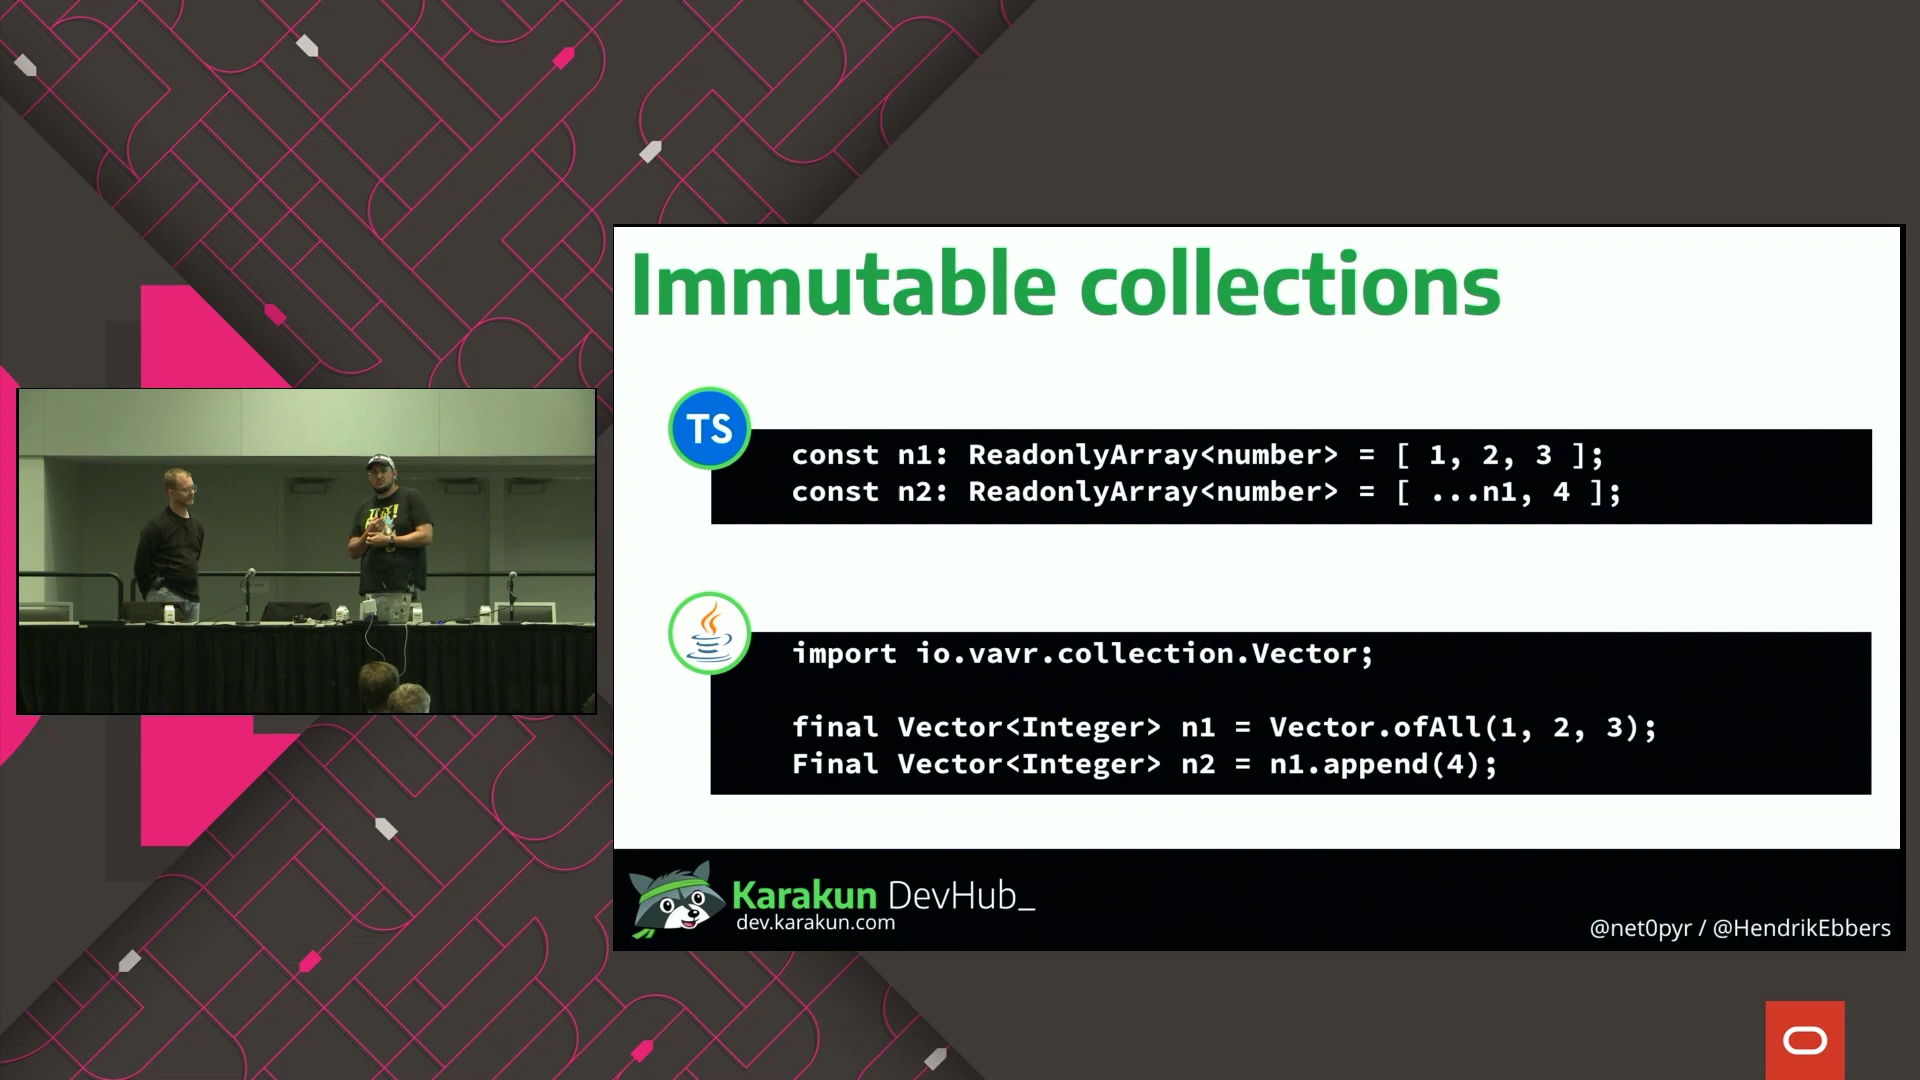 Immutable collections
TS
const n1: ReadonlyArray<number> = [ 1, 2, 3 ];
const n2: ReadonlyArray<number> = [ ...n1, 4 ];
import io.vavr.collection.Vector;
final Vector<Integer> n1 = Vector.ofAll(1, 2, 3);
Final Vector<Integer> n2 = n1.append(4);
Karakun DevHub_
dev.karakun.com
@net0pyr / @HendrikEbbers